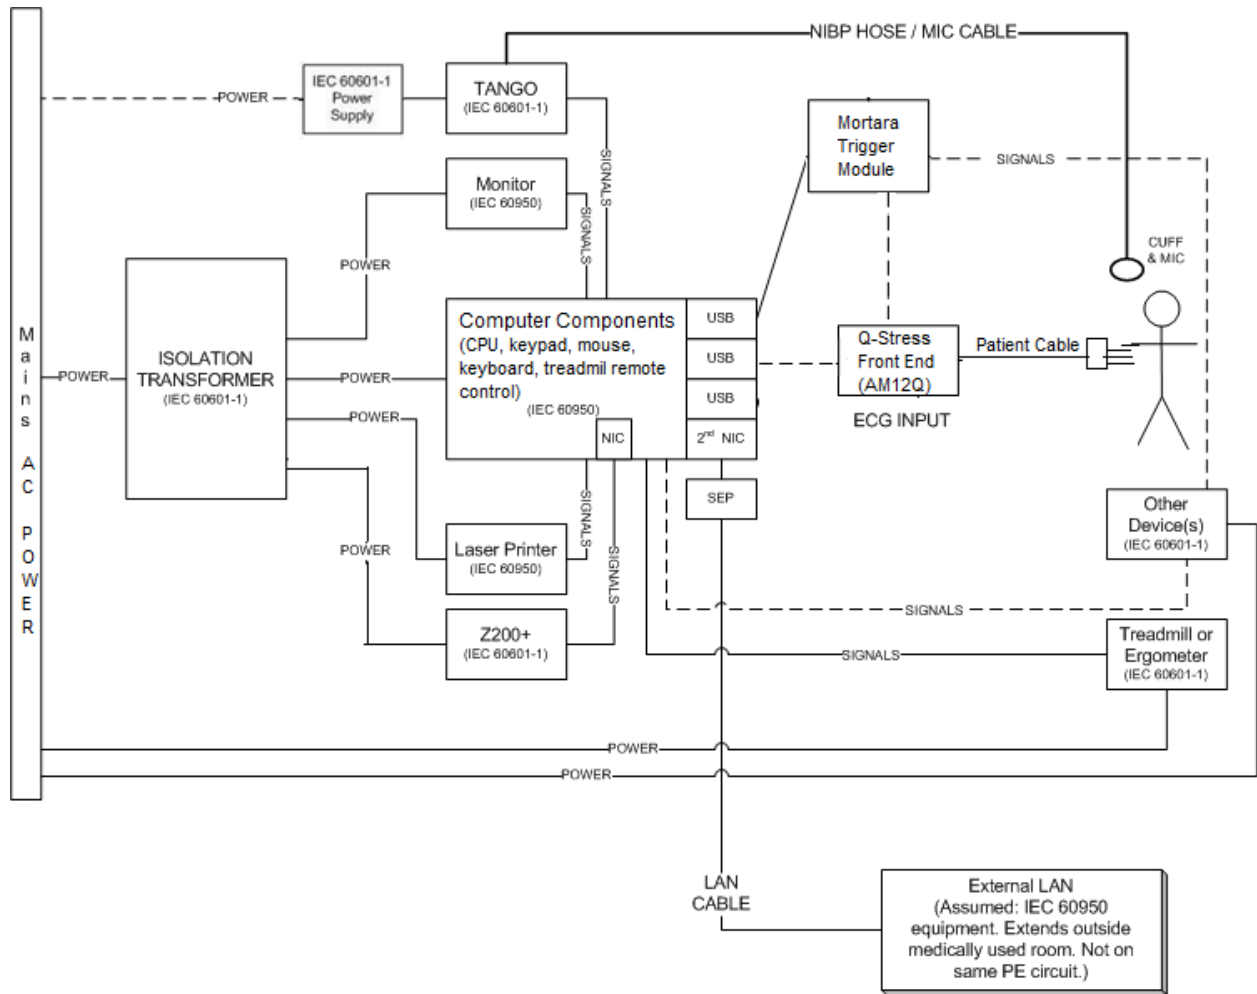 NIBP HOSE / MIC CABLE
IEC 60601-1
Power
Supply
POWER
TANGO
(IEC 60601-1)
SIGNALS
Mortara
Trigger
Module
SIGNALS
Monitor
(IEC 60950)
SIGNALS
POWER
CUFF
& MIC
Mains AC POWER
POWER
ISOLATION
TRANSFORMER
(IEC 60601-1)
POWER
Computer Components
(CPU, keypad, mouse,
keyboard, treadmil remote
control)
(IEC 60950)
NIC
USB
USB
USB
2nd NIC
Q-Stress
Front End
(AM12Q)
ECG INPUT
Patient Cable
POWER
SEP
SIGNALS
SIGNALS
Other
Device(s)
(IEC 60601-1)
Laser Printer
(IEC 60950)
POWER
SIGNALS
Z200+
(IEC 60601-1)
SIGNALS
Treadmill or
Ergometer
(IEC 60601-1)
POWER
POWER
LAN
CABLE
External LAN
(Assumed: IEC 60950
equipment. Extends outside
medically used room. Not on
same PE circuit.)